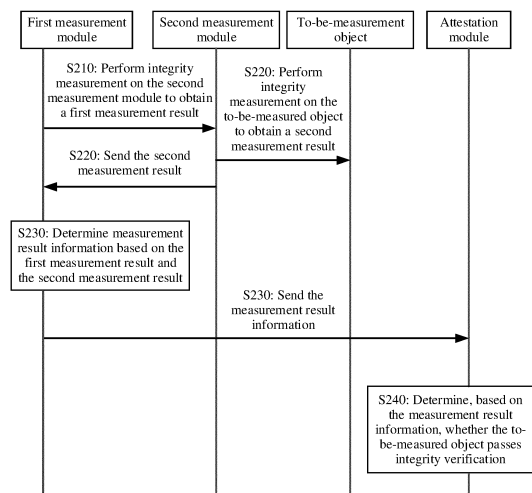 First measurement
module
Second measurement
module
To-be-measurement
object
Attestation
module
S210: Perform integrity
measurement on the second
measurement module to obtain
a first measurement result
S220: Perform
integrity
measurement on the
to-be-measured object
to obtain a second
measurement result
S220: Send the second
measurement result
S230: Determine measurement
result information based on the
first measurement result and
the second measurement result
S230: Send the
measurement result
information
S240: Determine, based on
the measurement result
information, whether the to-
be-measured object passes
integrity verification